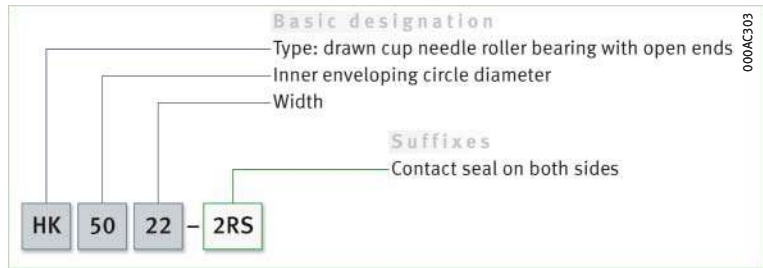 Basic designation
Type: drawn cup needle roller bearing with open ends
Inner enveloping circle diameter
Width
Suffixes
Contact seal on both sides
HK 50 22 – 2RS
000AC303